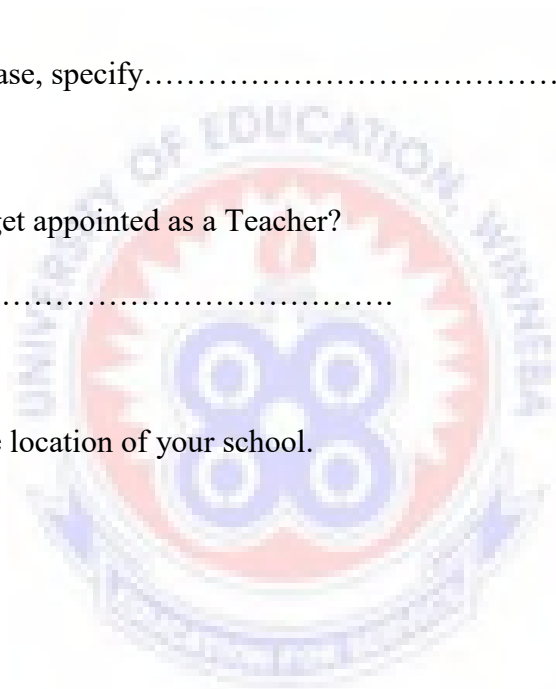 ase, specify…………………………………
UNIVERSITY OF EDUCATION, WINNEBA
get appointed as a Teacher?
……………………………………….
e location of your school.